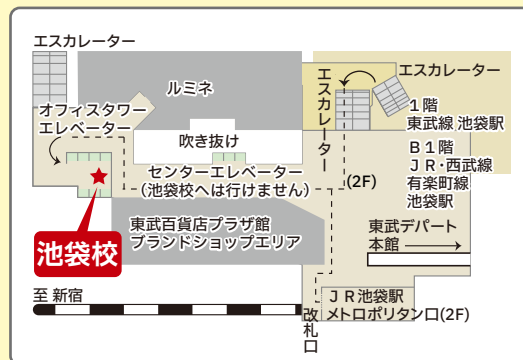 エスカレーター
オフィスタワー
エレベーター
ルミネ
吹き抜け
センターエレベーター
(池袋校へは行けません)
東武百貨店プラザ館
ブランドショップエリア
池袋校
至 新宿
エスカレーター
エスカレーター
(2F)
1階
東武線 池袋駅
B1階
JR・西武線
有楽町線
池袋駅
東武デパート
本館
JR池袋駅
メトロポリタン口(2F)
改札口